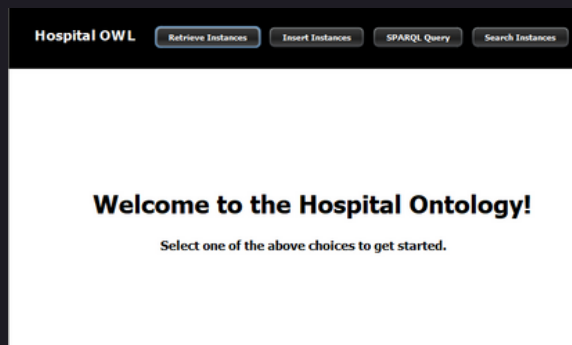 Hospital OWL Retrieve Instances Insert Instances SPARQL Query Search Instances
Welcome to the Hospital Ontology!
Select one of the above choices to get started.